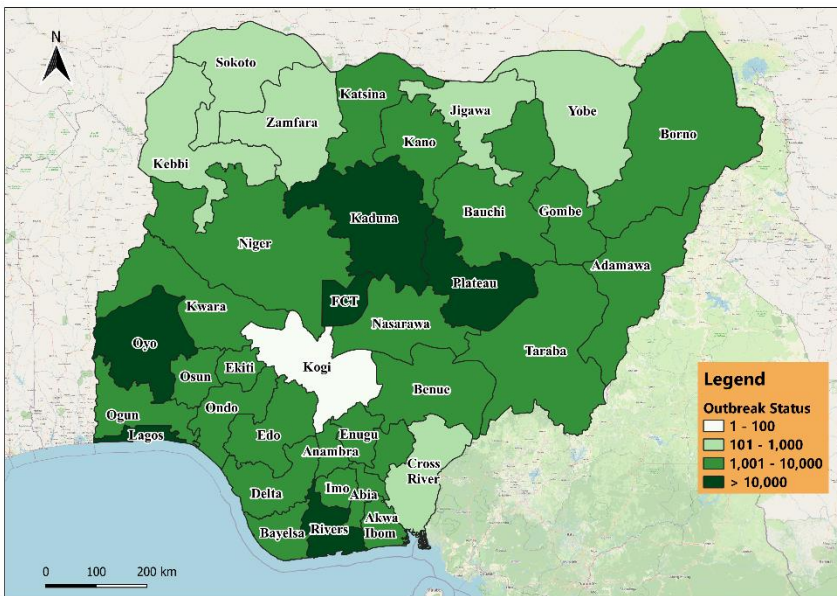 N
Sokoto
Katsina
Zamfara
Jigawa
Yobe
Kano
Borno
Kebbi
Kaduna
Bauchi
Gombe
Niger
Adamawa
Plateau
FCT
Kwara
Nasarawa
Oyo
Taraba
Kogi
Ekiti
Osun
Benue
Ogun
Ondo
Lagos
Edo
Enugu
Anambra
Cross
River
Delta
Imo
Abia
Akwa
Ibom
Bayelsa
Rivers
Legend
Outbreak Status
1 - 100
101 - 1,000
1,001 - 10,000
> 10,000
0 100 200 km